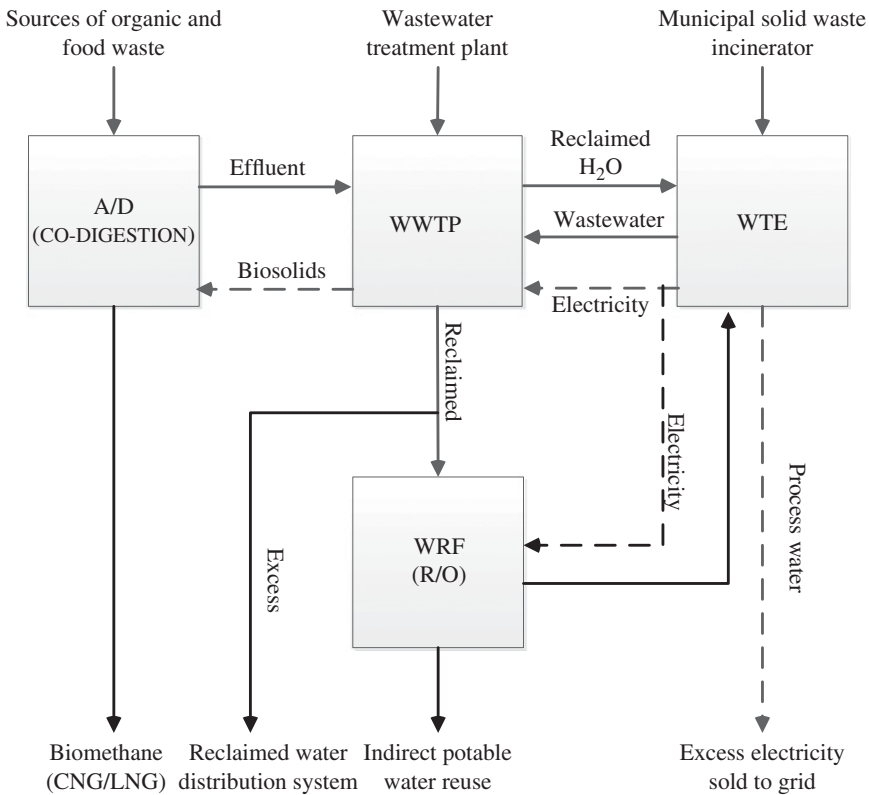 Sources of organic and
food waste
Wastewater
treatment plant
Municipal solid waste
incinerator
A/D
(CO-DIGESTION)
Effluent
WWTP
Reclaimed
H₂O
Wastewater
WTE
Biosolids
Electricity
Reclaimed
Electricity
Process water
Excess
WRF
(R/O)
Biomethane
(CNG/LNG)
Reclaimed water
distribution system
Indirect potable
water reuse
Excess electricity
sold to grid